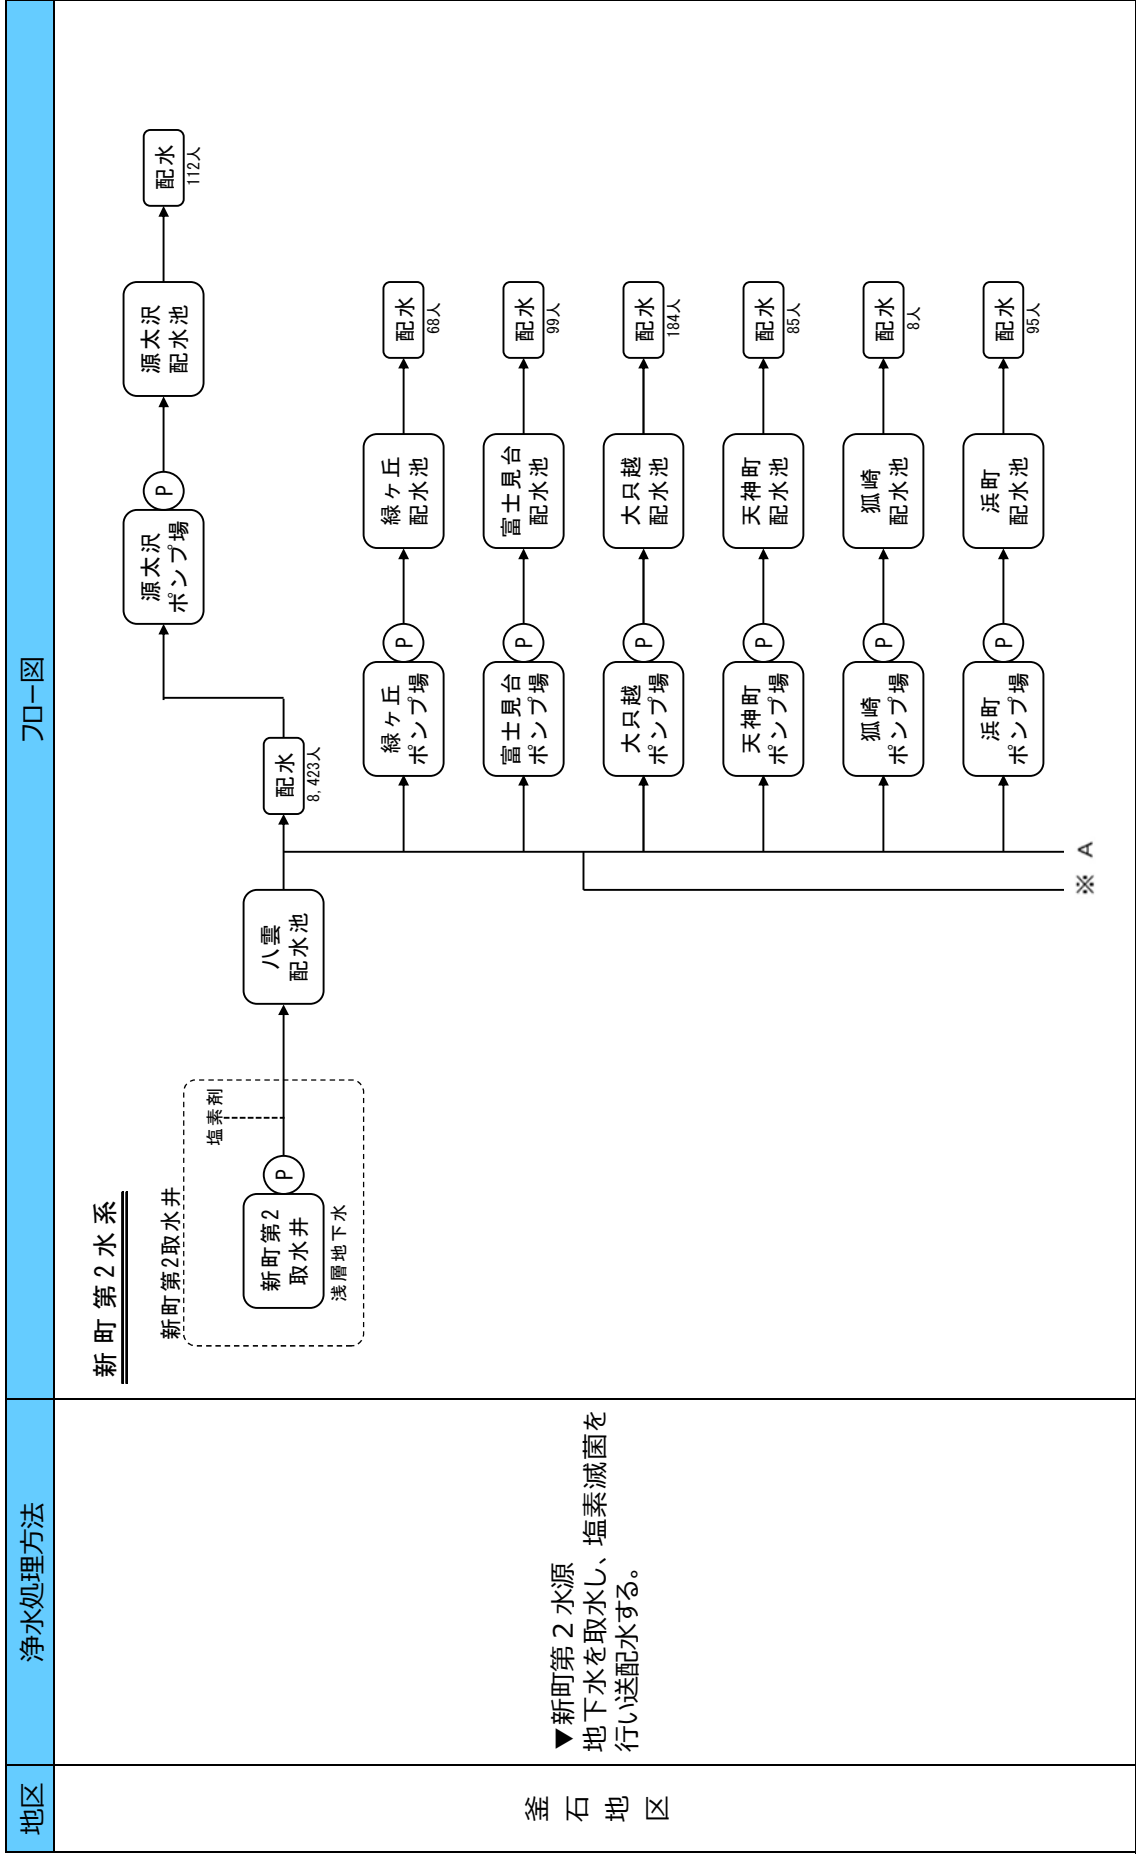 地区
浄水処理方法
フロー図
釜石地区
▼新町第２水源
地下水を取水し、塩素滅菌を
行い送配水する。
新町第２水系
新町第2取水井
塩素剤
新町第2
取水井
P
浅層地下水
八雲
配水池
配水
8,423人
源太沢
ポンプ場
P
源太沢
配水池
配水
112人
緑ヶ丘
ポンプ場
P
緑ヶ丘
配水池
配水
68人
富士見台
ポンプ場
P
富士見台
配水池
配水
99人
大只越
ポンプ場
P
大只越
配水池
配水
184人
天神町
ポンプ場
P
天神町
配水池
配水
85人
狐崎
ポンプ場
P
狐崎
配水池
配水
8人
浜町
ポンプ場
P
浜町
配水池
配水
95人
※ A